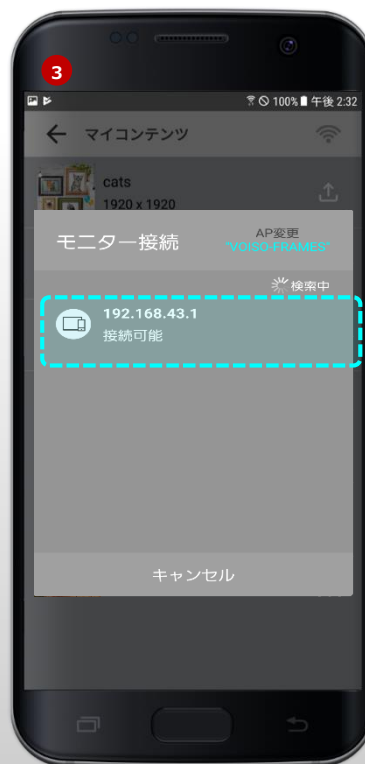 3
100% 午後 2:32
マイコンテンツ
cats
1920 x 1920
モニター接続
AP変更
"VOISO-FRAMES"
検索中
192.168.43.1
接続可能
キャンセル